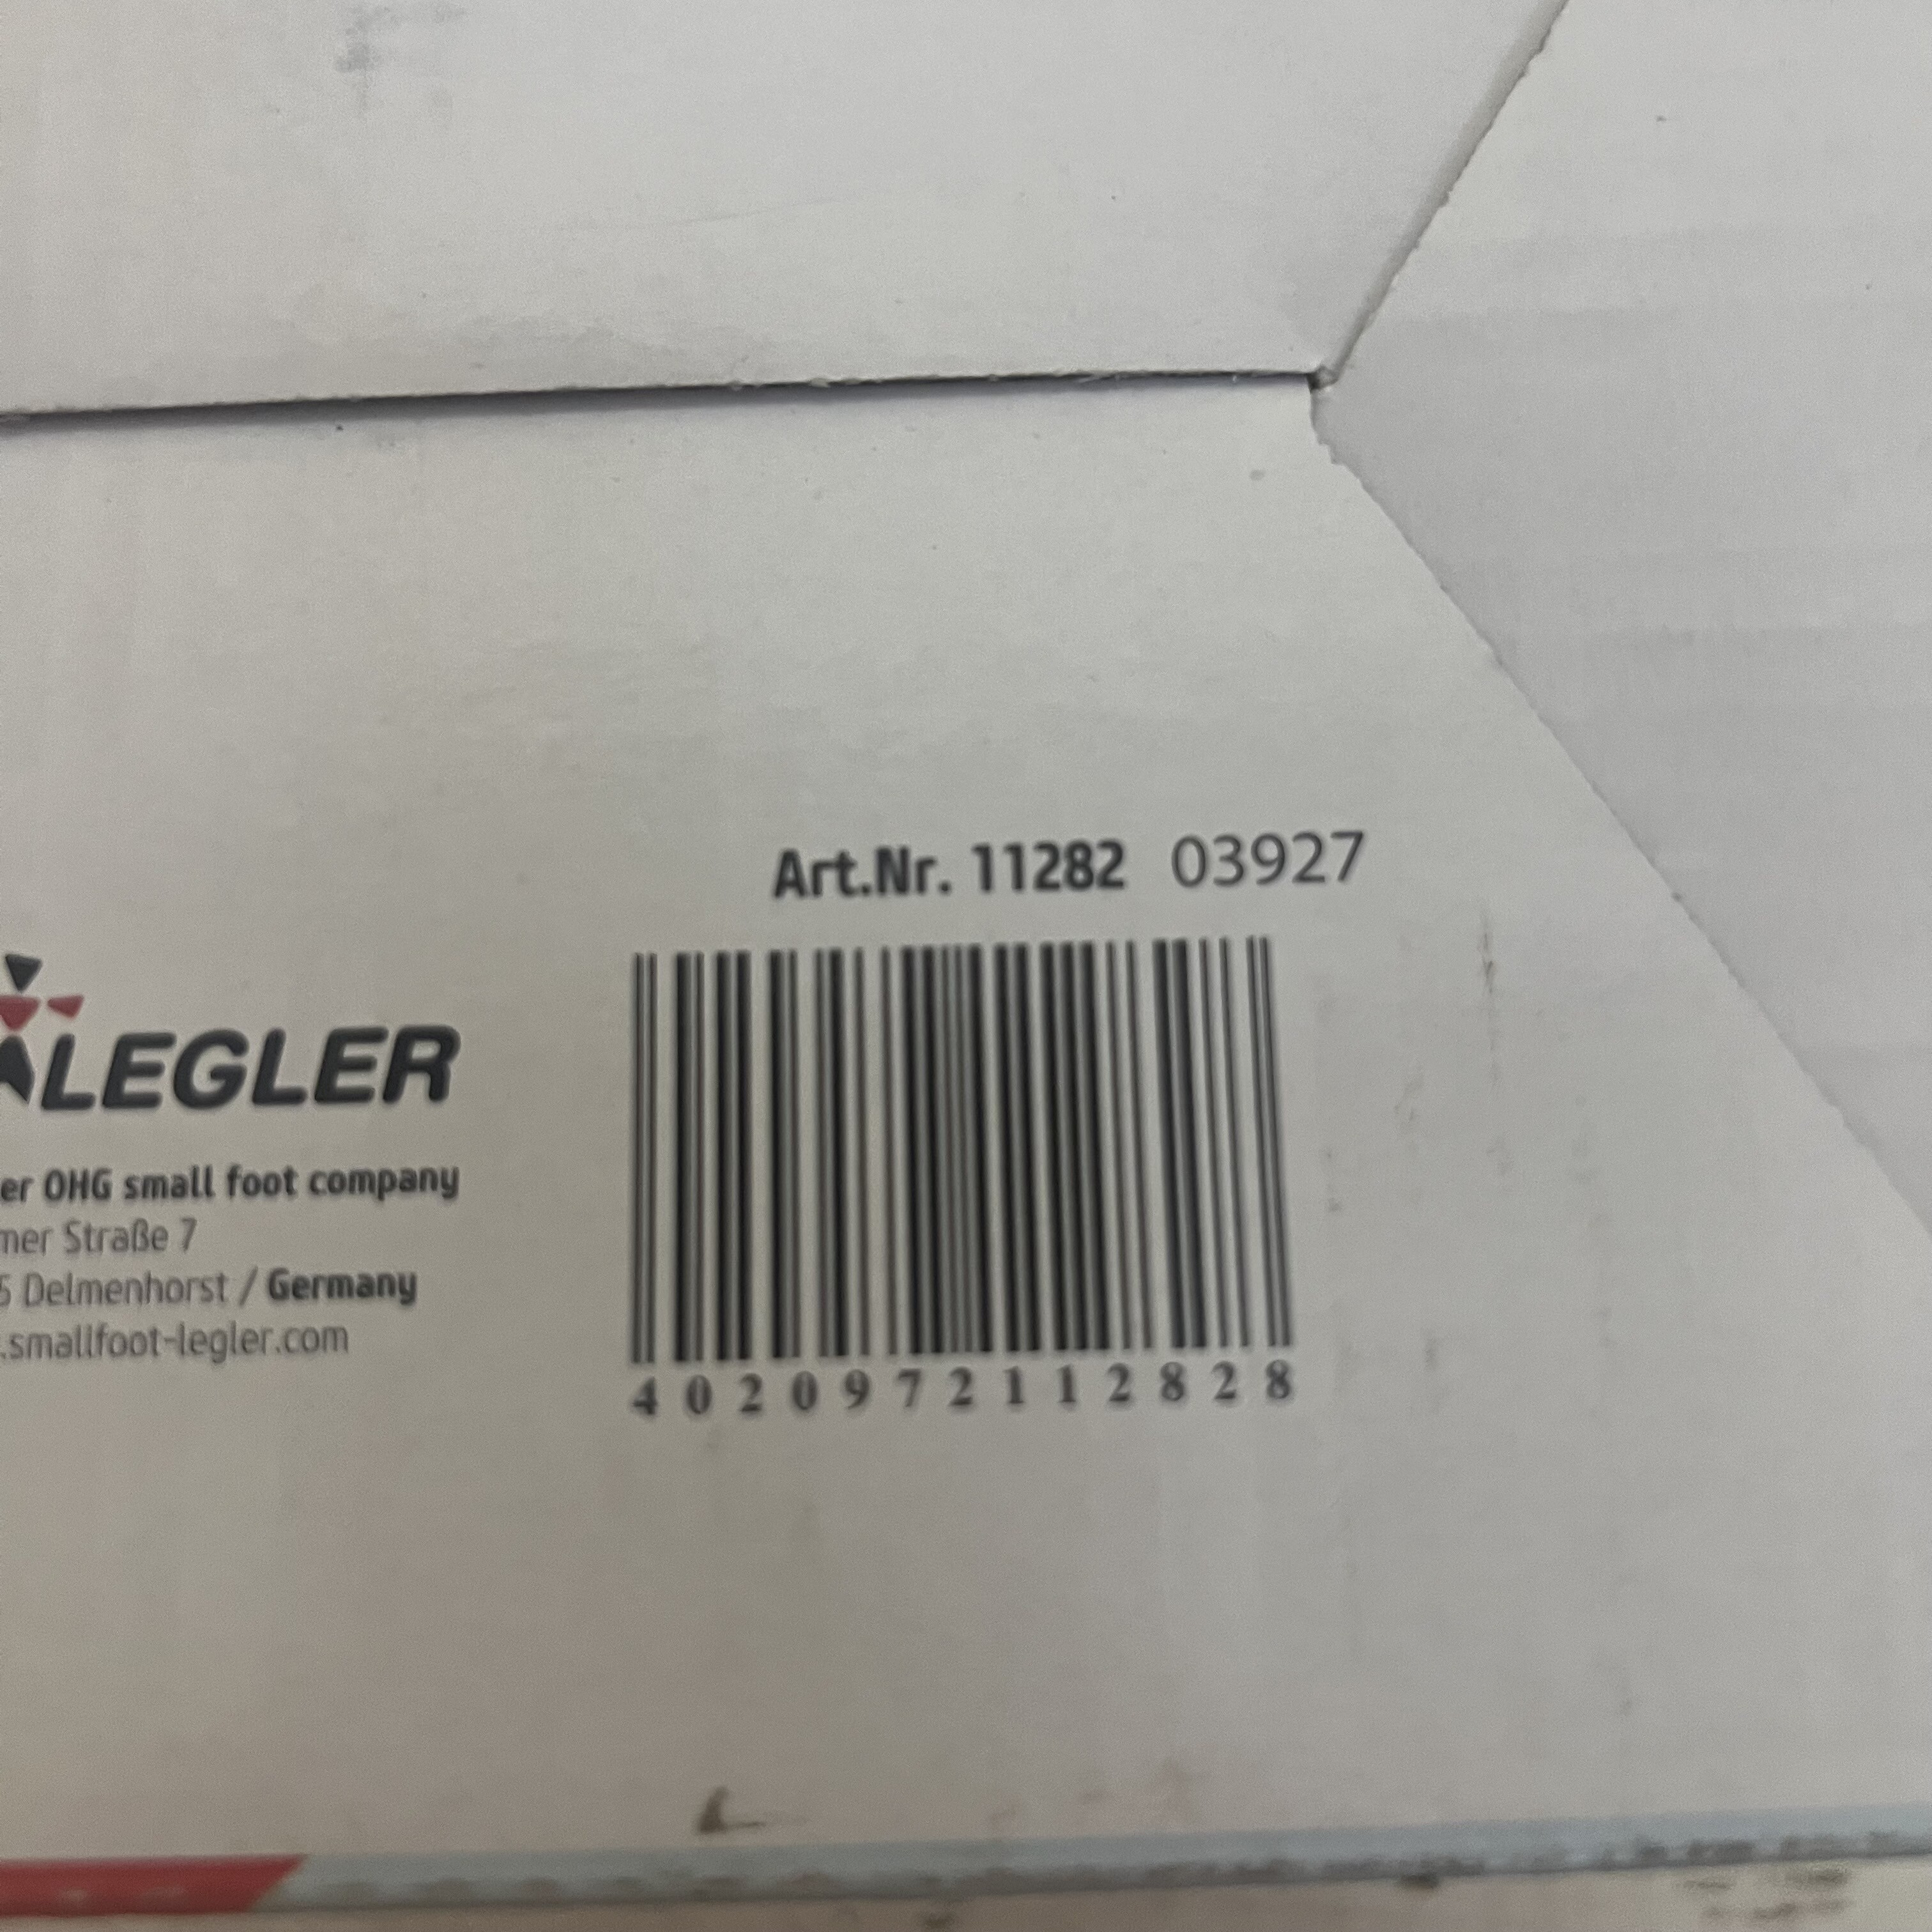 Art.Nr. 11282 03927
LEGLER
er OHG small foot company
mer Straße 7
5 Delmenhorst / Germany
.smallfoot-legler.com
4020972112828